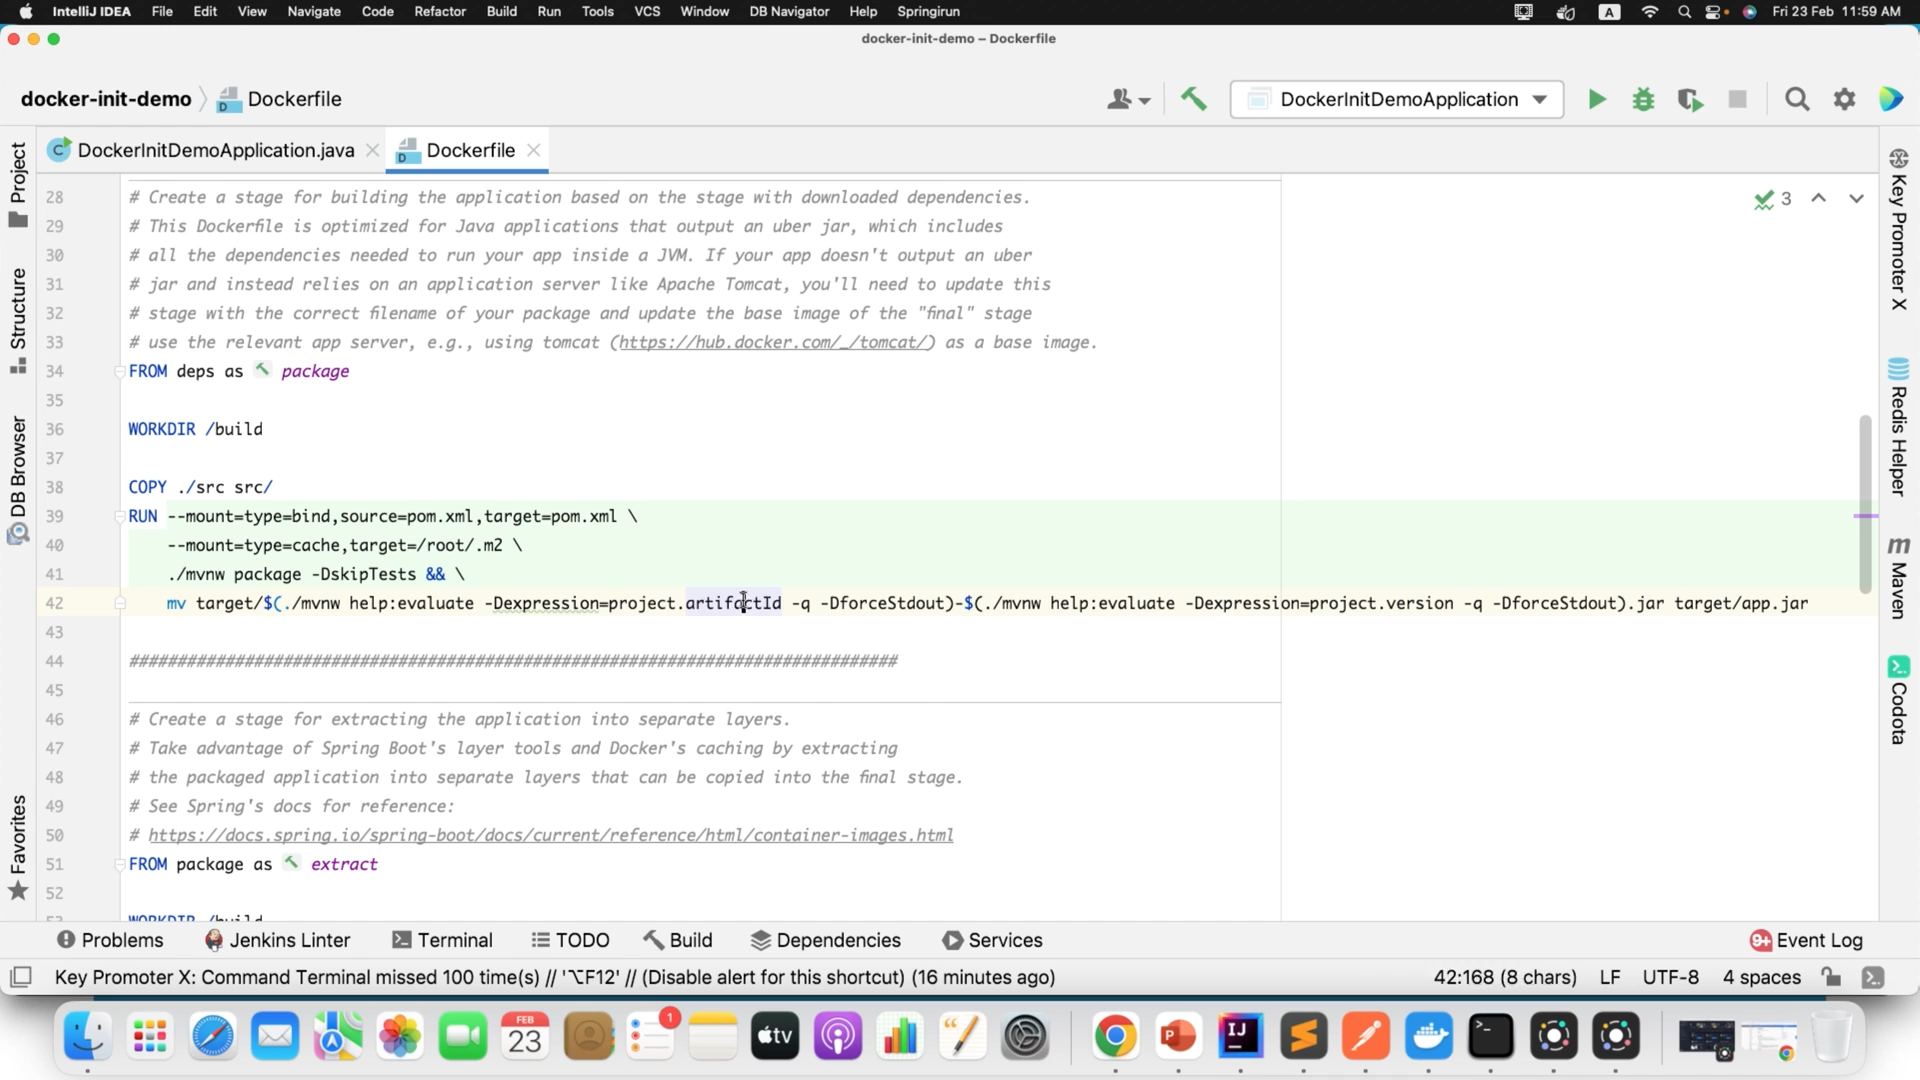 IntelliJ IDEA File Edit View Navigate Code Refactor Build Run Tools VCS Window DB Navigator Help Springirun A Fri 23 Feb 11:59 AM
docker-init-demo – Dockerfile
docker-init-demo Dockerfile DockerInitDemoApplication
DockerInitDemoApplication.java Dockerfile
28 # Create a stage for building the application based on the stage with downloaded dependencies.
29 # This Dockerfile is optimized for Java applications that output an uber jar, which includes
30 # all the dependencies needed to run your app inside a JVM. If your app doesn't output an uber
31 # jar and instead relies on an application server like Apache Tomcat, you'll need to update this
32 # stage with the correct filename of your package and update the base image of the "final" stage
33 # use the relevant app server, e.g., using tomcat (https://hub.docker.com/_/tomcat/) as a base image.
34 FROM deps as package
35
36 WORKDIR /build
37
38 COPY ./src src/
39 RUN --mount=type=bind,source=pom.xml,target=pom.xml \
40 --mount=type=cache,target=/root/.m2 \
41 ./mvnw package -DskipTests && \
42 mv target/$(./mvnw help:evaluate -Dexpression=project.artifactId -q -DforceStdout)-$(./mvnw help:evaluate -Dexpression=project.version -q -DforceStdout).jar target/app.jar
43
44 ################################################################################
45
46 # Create a stage for extracting the application into separate layers.
47 # Take advantage of Spring Boot's layer tools and Docker's caching by extracting
48 # the packaged application into separate layers that can be copied into the final stage.
49 # See Spring's docs for reference:
50 # https://docs.spring.io/spring-boot/docs/current/reference/html/container-images.html
51 FROM package as extract
52
53 WORKDIR /build
3
Project
Structure
DB Browser
Favorites
Key Promoter X
Redis Helper
m Maven
Codota
Problems Jenkins Linter Terminal TODO Build Dependencies Services 9+ Event Log
Key Promoter X: Command Terminal missed 100 time(s) // '⌥F12' // (Disable alert for this shortcut) (16 minutes ago) 42:168 (8 chars) LF UTF-8 4 spaces
FEB
23
1
tv
P
IJ